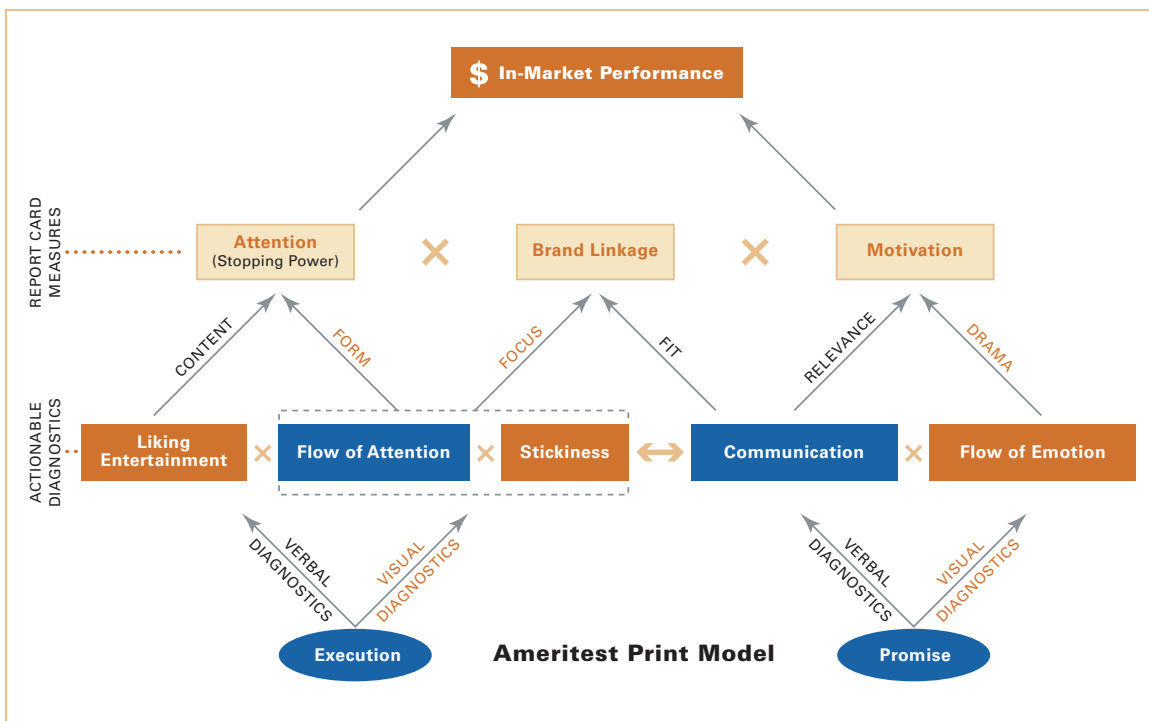 $ In-Market Performance
REPORT CARD
MEASURES
Attention
(Stopping Power)
×
Brand Linkage
×
Motivation
CONTENT
FORM
FOCUS
FIT
RELEVANCE
DRAMA
ACTIONABLE
DIAGNOSTICS
Liking
Entertainment
×
Flow of Attention
×
Stickiness
Communication
×
Flow of Emotion
VERBAL
DIAGNOSTICS
VISUAL
DIAGNOSTICS
VERBAL
DIAGNOSTICS
VISUAL
DIAGNOSTICS
Execution
Ameritest Print Model
Promise